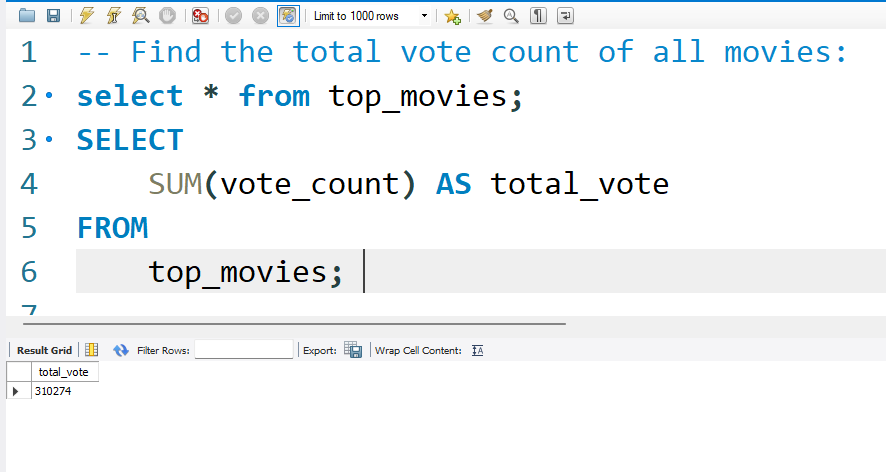 Limit to 1000 rows
1 -- Find the total vote count of all movies:
2 select * from top_movies;
3 SELECT
4 SUM(vote_count) AS total_vote
5 FROM
6 top_movies;
7
Result Grid Filter Rows: Export: Wrap Cell Content:
total_vote
310274